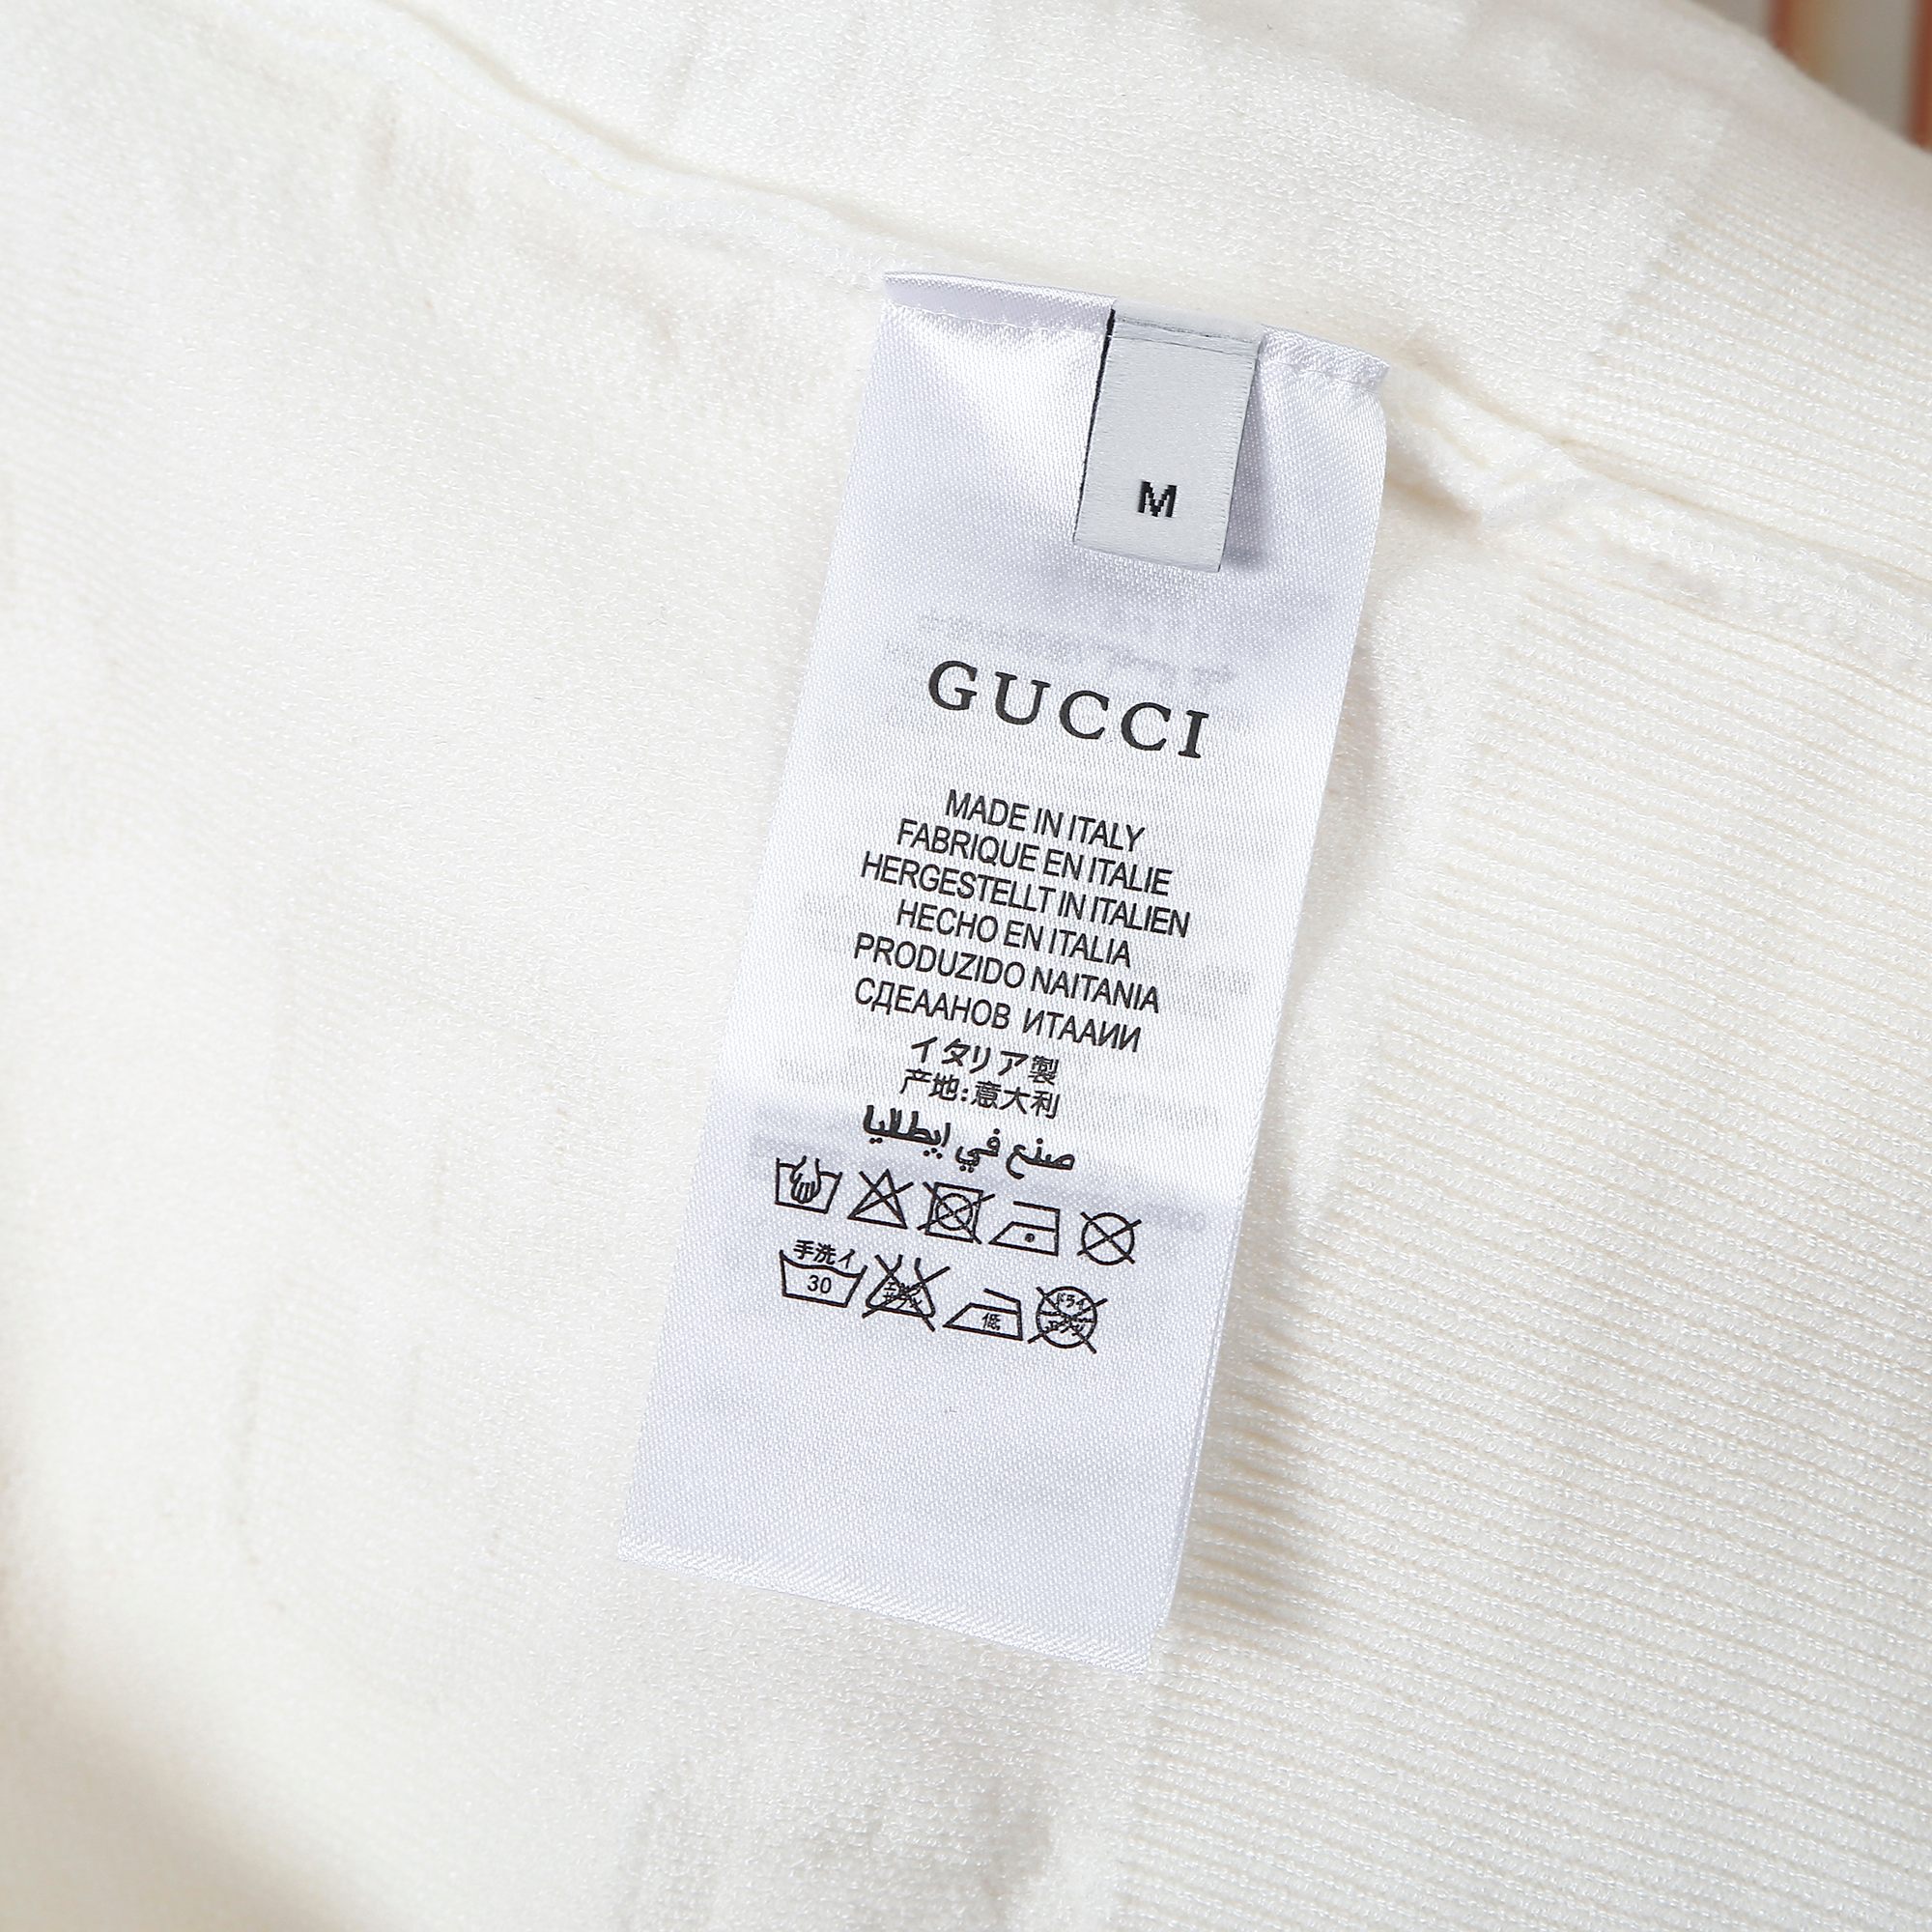 M
GUCCI
MADE IN ITALY
FABRIQUE EN ITALIE
HERGESTELLT IN ITALIEN
HECHO EN ITALIA
PRODUZIDO NAITANIA
СДЕААНОВ ИТААИИ
イタリア製
产地:意大利
صنع في ايطاليا
手洗イ
30
低